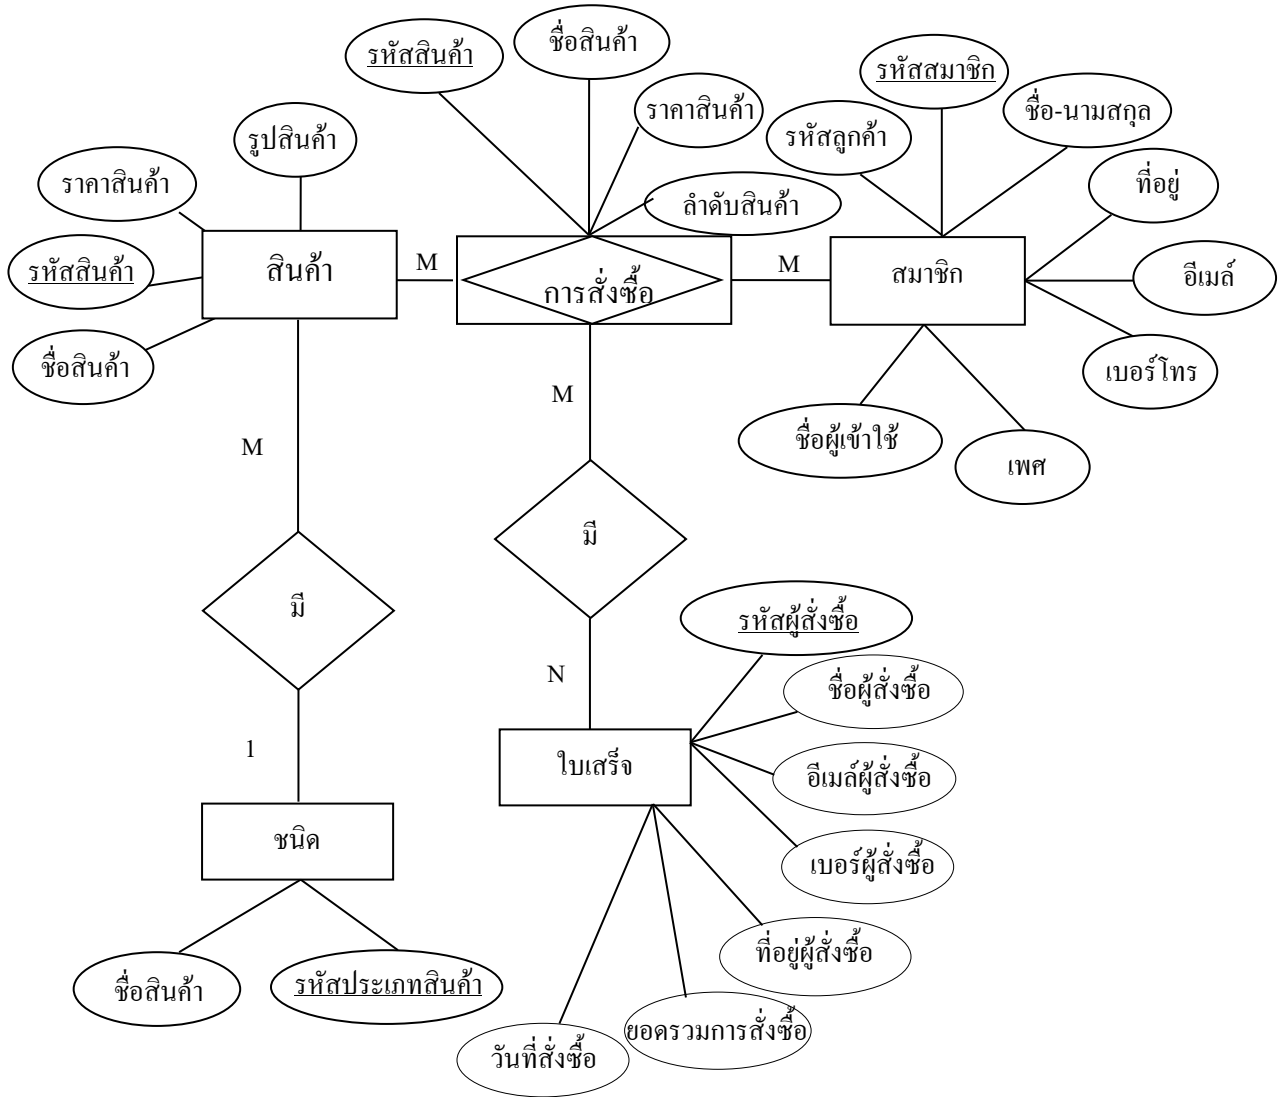 รหัสสินค้า
ชื่อสินค้า
ราคาสินค้า
ลำดับสินค้า
รหัสสมาชิก
ชื่อ-นามสกุล
รหัสลูกค้า
ที่อยู่
อีเมล์
เบอร์โทร
รูปสินค้า
ราคาสินค้า
รหัสสินค้า
ชื่อสินค้า
สินค้า
M
การสั่งซื้อ
M
สมาชิก
ชื่อผู้เข้าใช้
เพศ
M
M
มี
มี
1
N
ชนิด
ชื่อสินค้า
รหัสประเภทสินค้า
ใบเสร็จ
รหัสผู้สั่งซื้อ
ชื่อผู้สั่งซื้อ
อีเมล์ผู้สั่งซื้อ
เบอร์ผู้สั่งซื้อ
ที่อยู่ผู้สั่งซื้อ
ยอดรวมการสั่งซื้อ
วันที่สั่งซื้อ